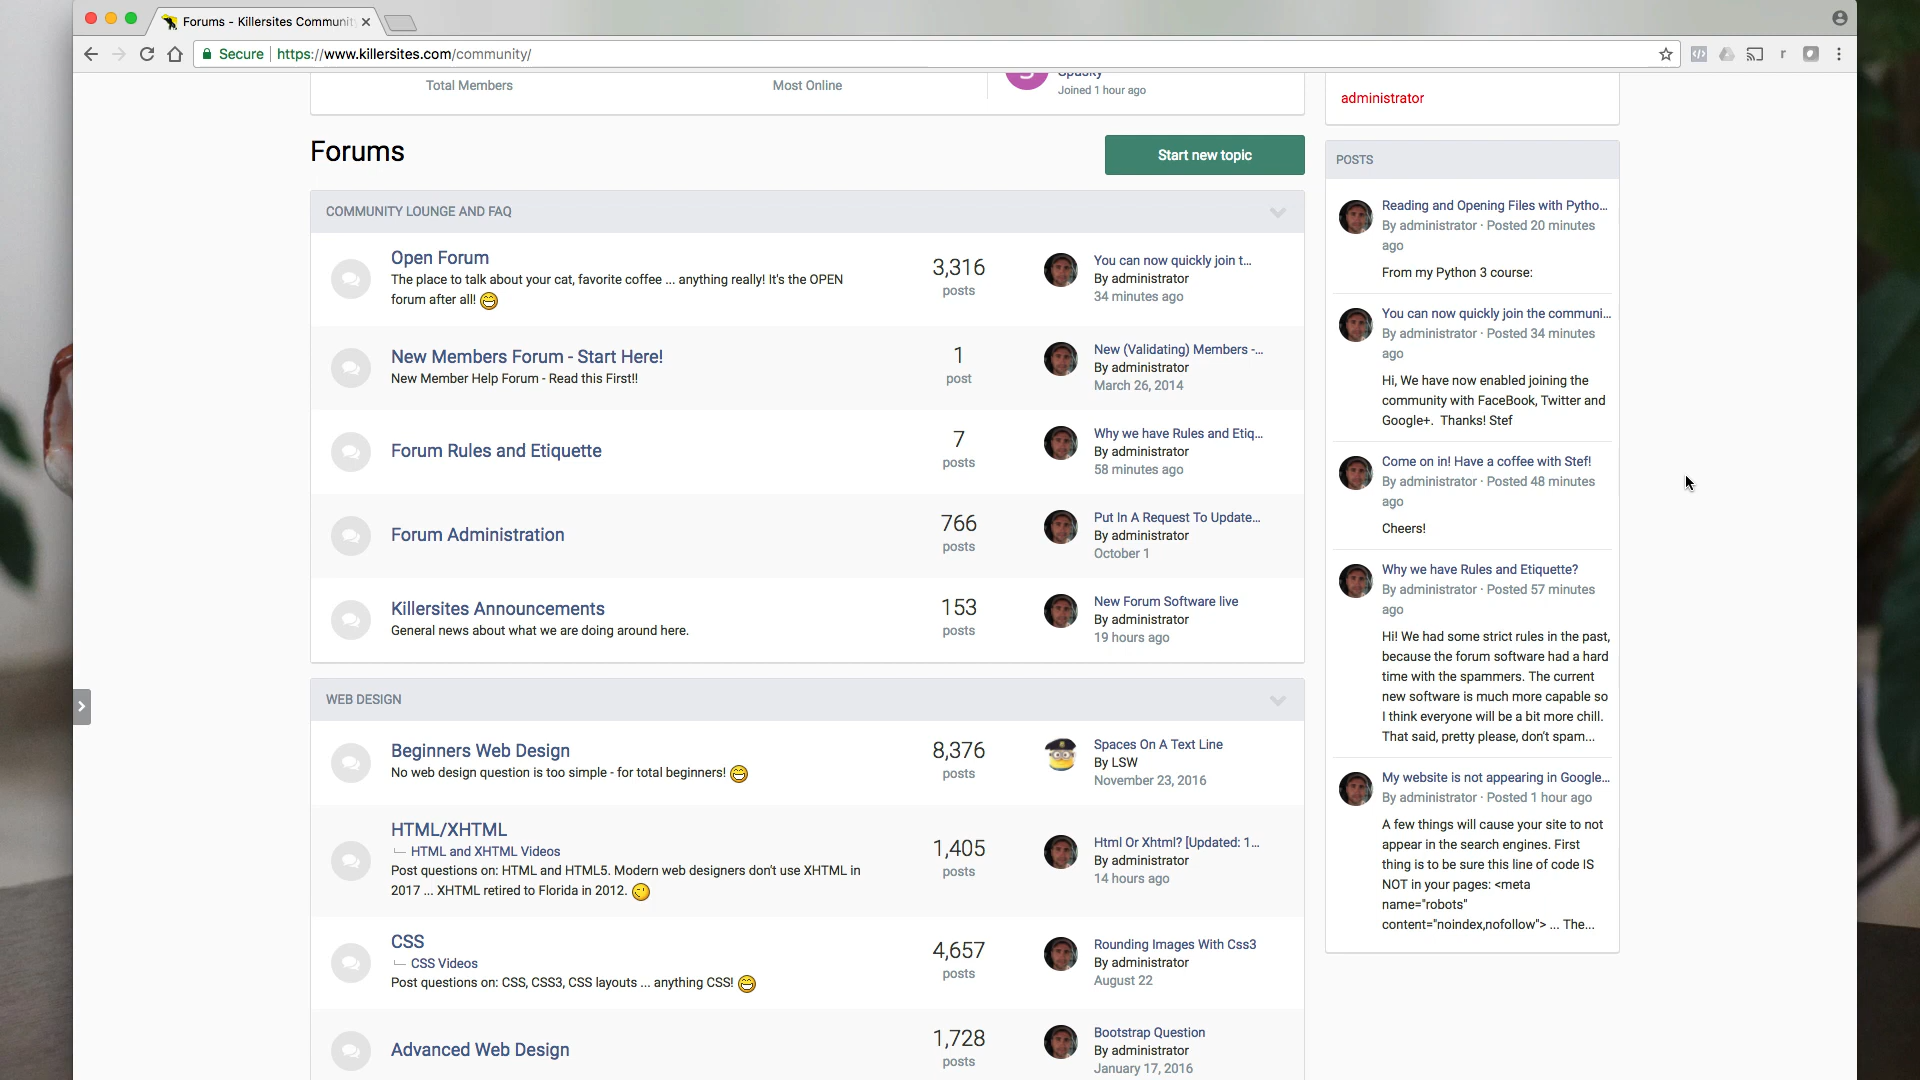 Forums - Killersites Communit
Secure https://www.killersites.com/community/
Total Members
Most Online
Joined 1 hour ago
administrator
Forums
Start new topic
COMMUNITY LOUNGE AND FAQ
Open Forum
The place to talk about your cat, favorite coffee ... anything really! It's the OPEN
forum after all!
3,316
posts
You can now quickly join t...
By administrator
34 minutes ago
New Members Forum - Start Here!
New Member Help Forum - Read this First!!
1
post
New (Validating) Members -...
By administrator
March 26, 2014
Forum Rules and Etiquette
7
posts
Why we have Rules and Etiq...
By administrator
58 minutes ago
Forum Administration
766
posts
Put In A Request To Update...
By administrator
October 1
Killersites Announcements
General news about what we are doing around here.
153
posts
New Forum Software live
By administrator
19 hours ago
WEB DESIGN
Beginners Web Design
No web design question is too simple - for total beginners!
8,376
posts
Spaces On A Text Line
By LSW
November 23, 2016
HTML/XHTML
HTML and XHTML Videos
Post questions on: HTML and HTML5. Modern web designers don't use XHTML in
2017 ... XHTML retired to Florida in 2012.
1,405
posts
Html Or Xhtml? [Updated: 1...
By administrator
14 hours ago
CSS
CSS Videos
Post questions on: CSS, CSS3, CSS layouts ... anything CSS!
4,657
posts
Rounding Images With Css3
By administrator
August 22
Advanced Web Design
1,728
posts
Bootstrap Question
By administrator
January 17, 2016
POSTS
Reading and Opening Files with Pytho...
By administrator · Posted 20 minutes
ago
From my Python 3 course:
You can now quickly join the communi...
By administrator · Posted 34 minutes
ago
Hi, We have now enabled joining the
community with FaceBook, Twitter and
Google+. Thanks! Stef
Come on in! Have a coffee with Stef!
By administrator · Posted 48 minutes
ago
Cheers!
Why we have Rules and Etiquette?
By administrator · Posted 57 minutes
ago
Hi! We had some strict rules in the past,
because the forum software had a hard
time with the spammers. The current
new software is much more capable so
I think everyone will be a bit more chill.
That said, pretty please, don't spam...
My website is not appearing in Google...
By administrator · Posted 1 hour ago
A few things will cause your site to not
appear in the search engines. First
thing is to be sure this line of code IS
NOT in your pages: <meta
name="robots"
content="noindex,nofollow"> ... The...